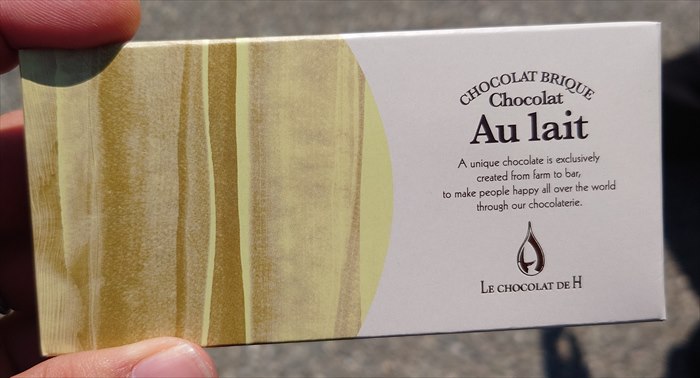 CHOCOLAT BRIQUE
Chocolat
Au lait
A unique chocolate is exclusively
created from farm to bar,
to make people happy all over the world
through our chocolaterie.
LE CHOCOLAT DE H